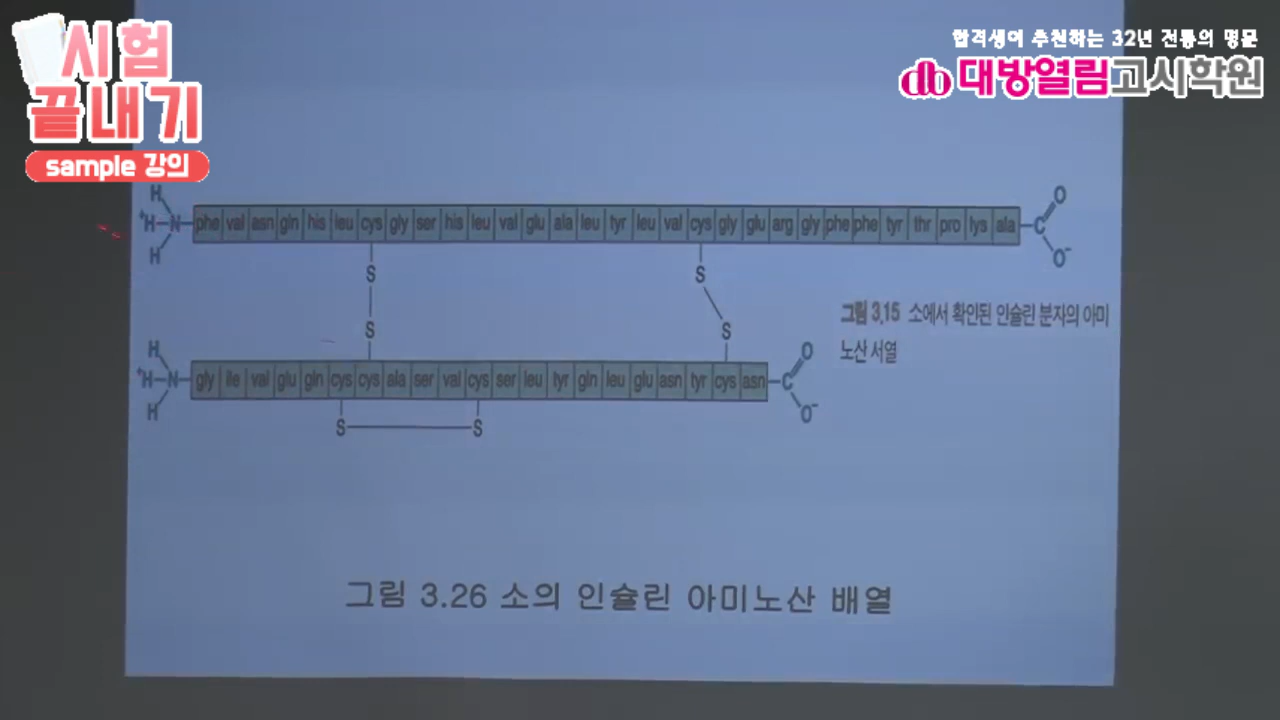 시험
끝내기
sample 강의
합격생이 추천하는 32년 전통의 명문
대방열림고시학원
H
+H N
H
phe val asn gln his leu cys gly ser his leu val glu ala leu tyr leu val cys gly glu arg gly phe phe tyr thr pro lys ala
C
O
O-
S S
S S
그림 3.15 소에서 확인된 인슐린 분자의 아미
노산 서열
H
+H N
H
gly ile val glu gln cys cys ala ser val cys ser leu tyr gln leu glu asn tyr cys asn
C
O
O-
S S
그림 3.26 소의 인슐린 아미노산 배열